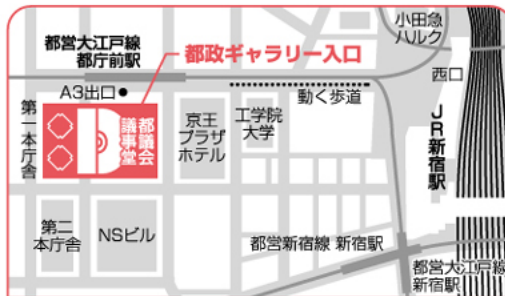 小田急
ハルク
都営大江戸線
都庁前駅
都政ギャラリー入口
西口
A3出口
動く歩道
第一本庁舎
都議会
議事堂
京王
プラザ
ホテル
工学院
大学
JR新宿駅
第二
本庁舎
NSビル
都営新宿線 新宿駅
都営大江戸線
新宿駅